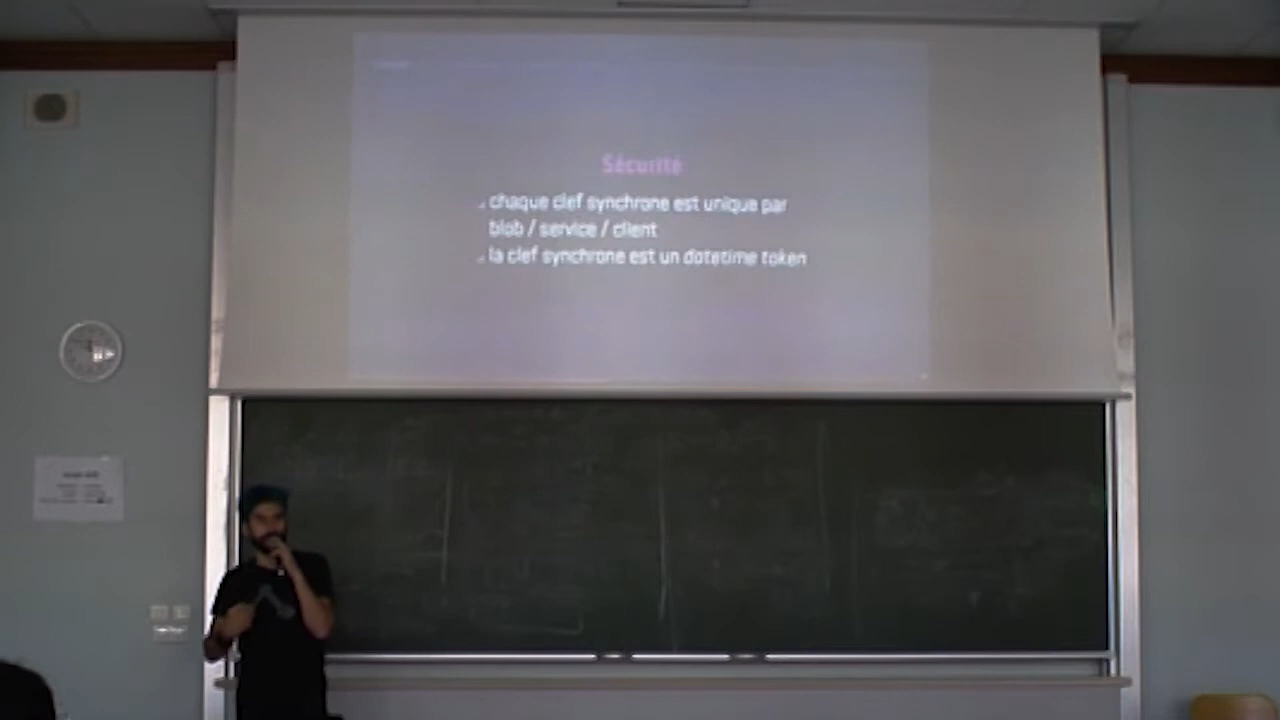 Sécurité
chaque clef synchrone est unique par
blob / service / client
la clef synchrone est un datetime token